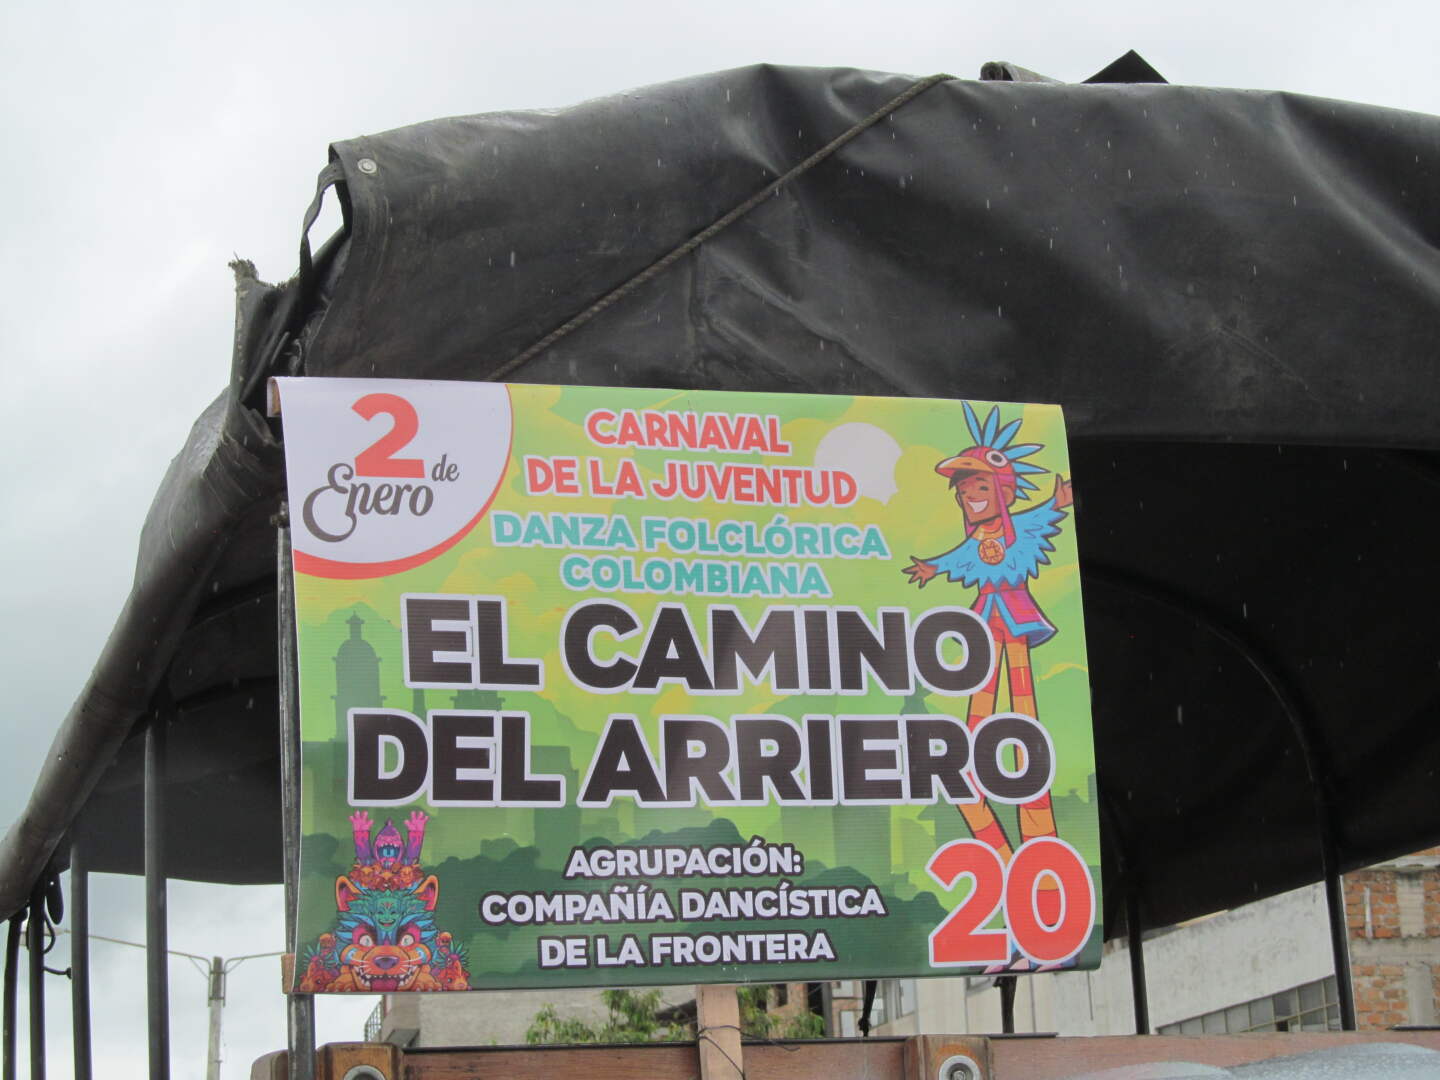 2 de
Enero
CARNAVAL
DE LA JUVENTUD
DANZA FOLCLÓRICA
COLOMBIANA
EL CAMINO
DEL ARRIERO
AGRUPACIÓN:
COMPAÑÍA DANCÍSTICA
DE LA FRONTERA
20